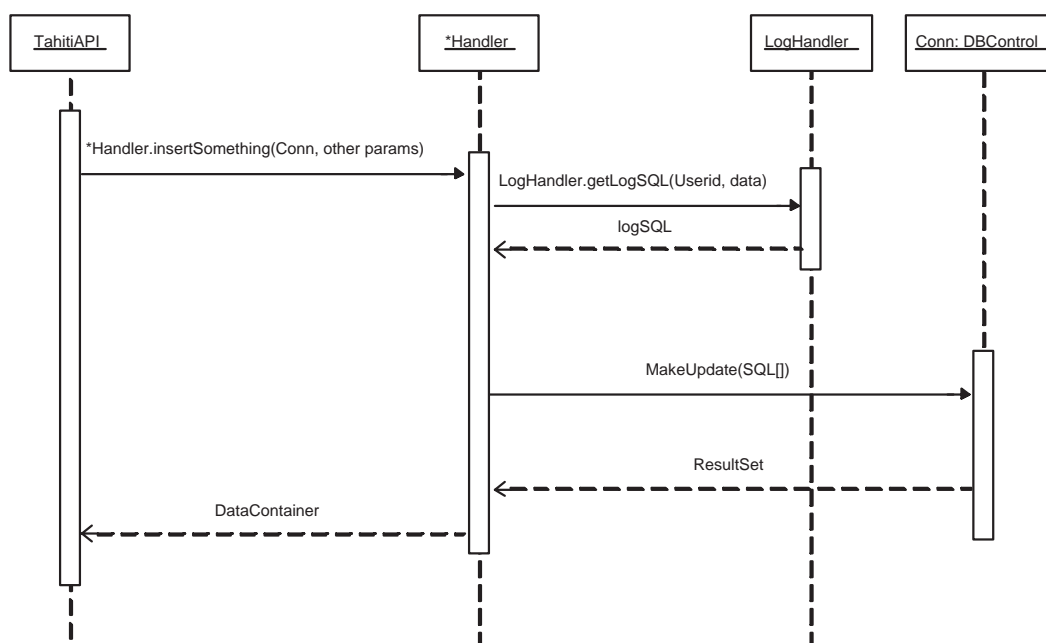 TahitiAPI
*Handler
LogHandler
Conn: DBControl
*Handler.insertSomething(Conn, other params)
LogHandler.getLogSQL(Userid, data)
logSQL
MakeUpdate(SQL[])
ResultSet
DataContainer